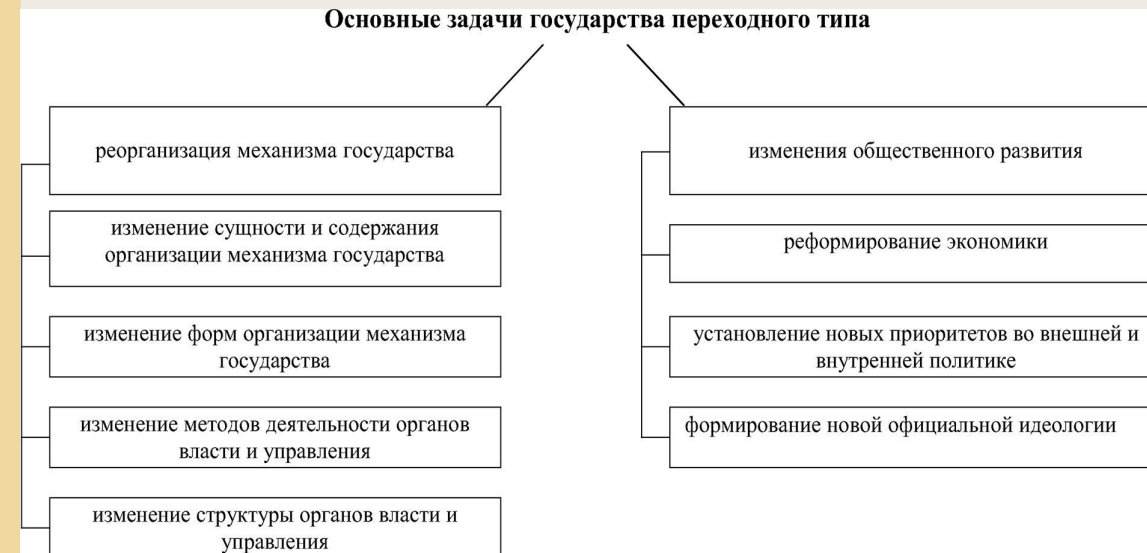 Основные задачи государства переходного типа
реорганизация механизма государства
изменение сущности и содержания
организации механизма государства
изменение форм организации механизма
государства
изменение методов деятельности органов
власти и управления
изменение структуры органов власти и
управления
изменения общественного развития
реформирование экономики
установление новых приоритетов во внешней и
внутренней политике
формирование новой официальной идеологии